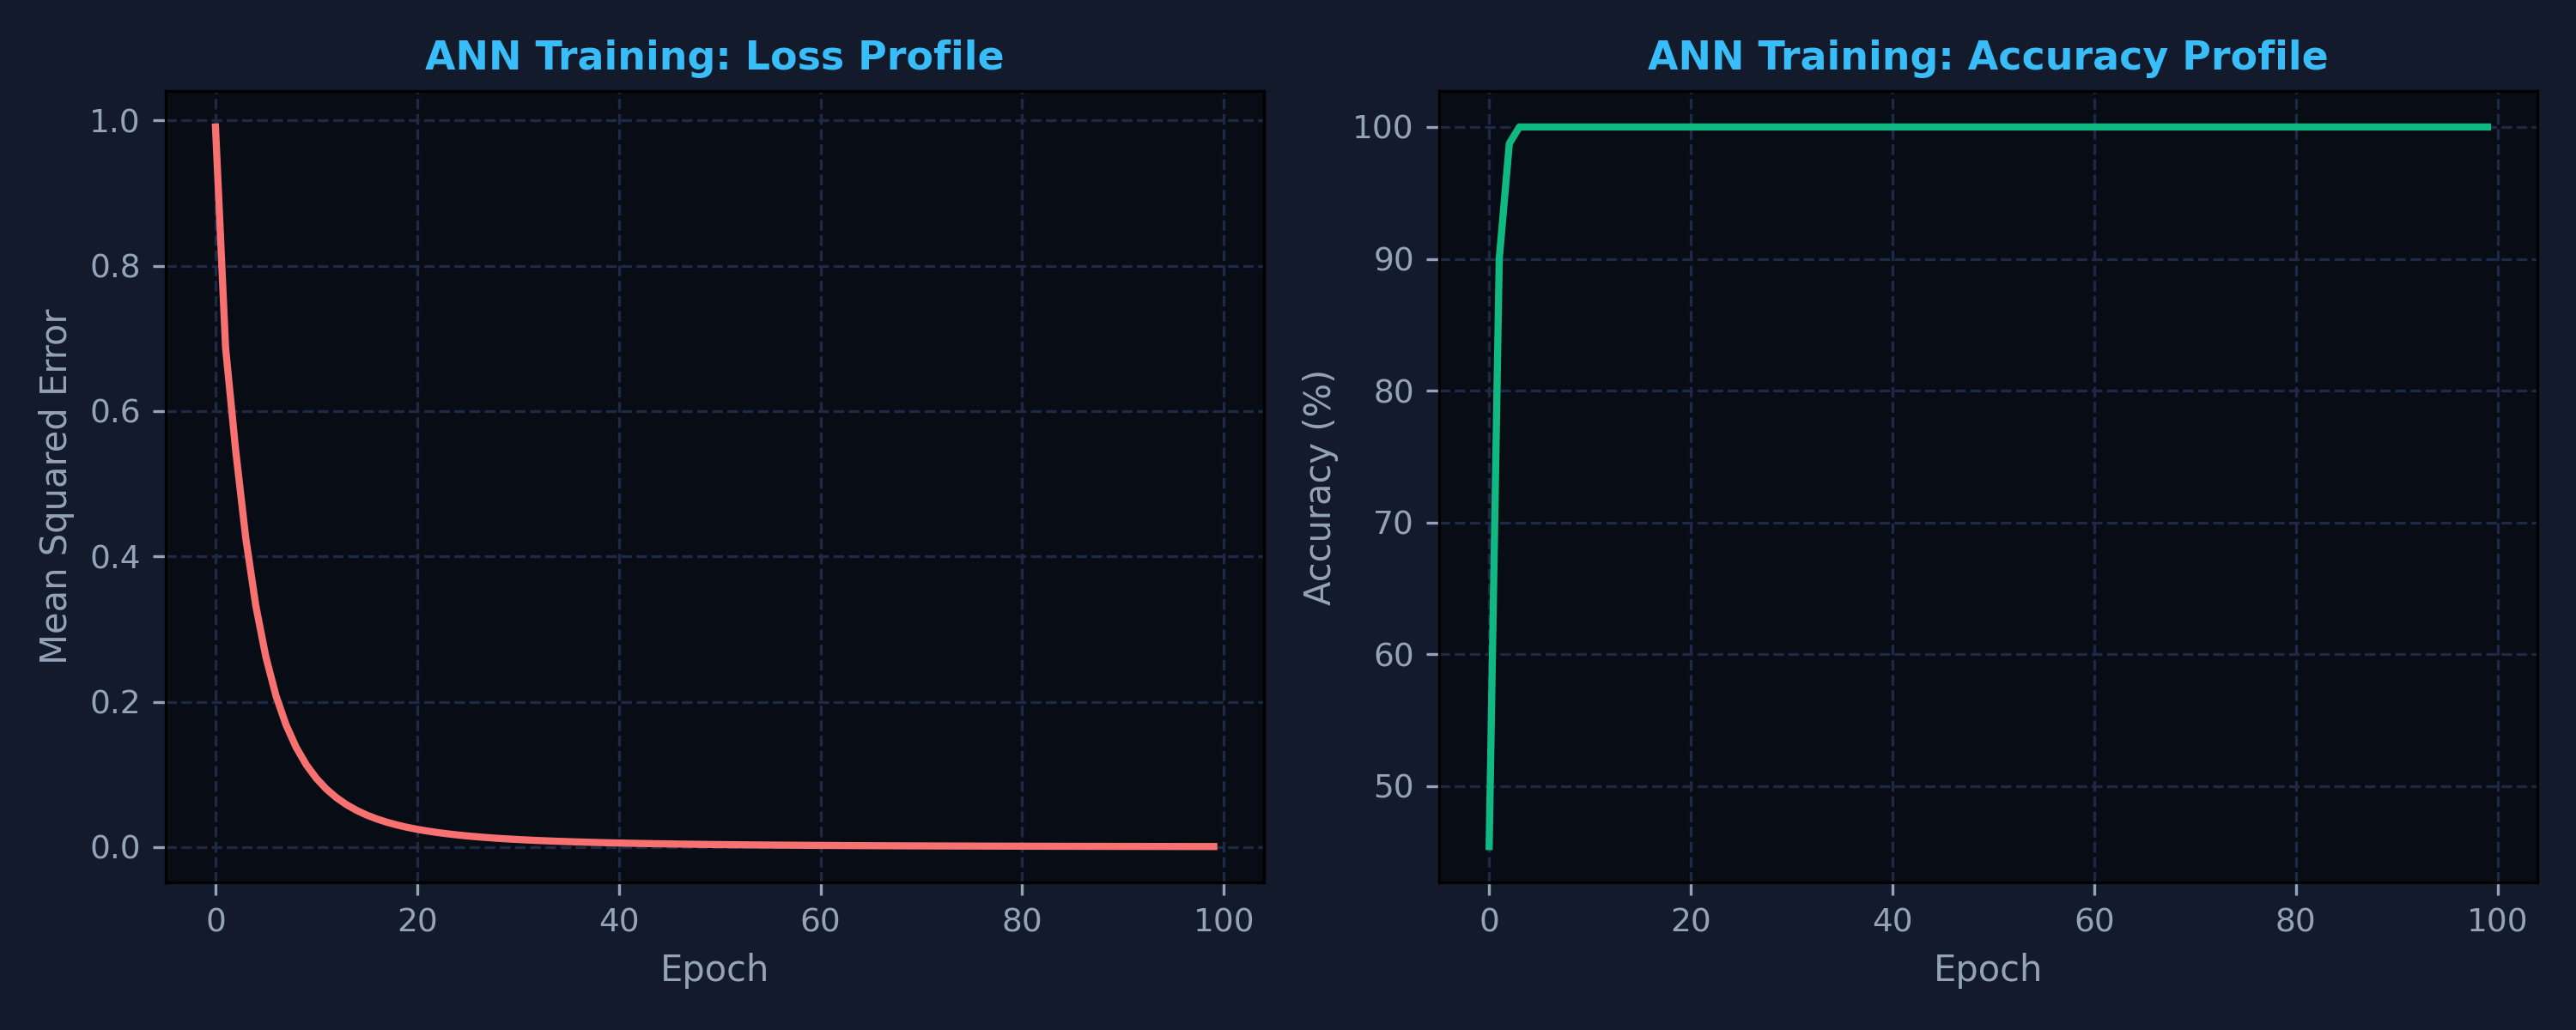 ANN Training: Loss Profile
Mean Squared Error
1.0
0.8
0.6
0.4
0.2
0.0
0 20 40 60 80 100
Epoch
ANN Training: Accuracy Profile
Accuracy (%)
100
90
80
70
60
50
0 20 40 60 80 100
Epoch